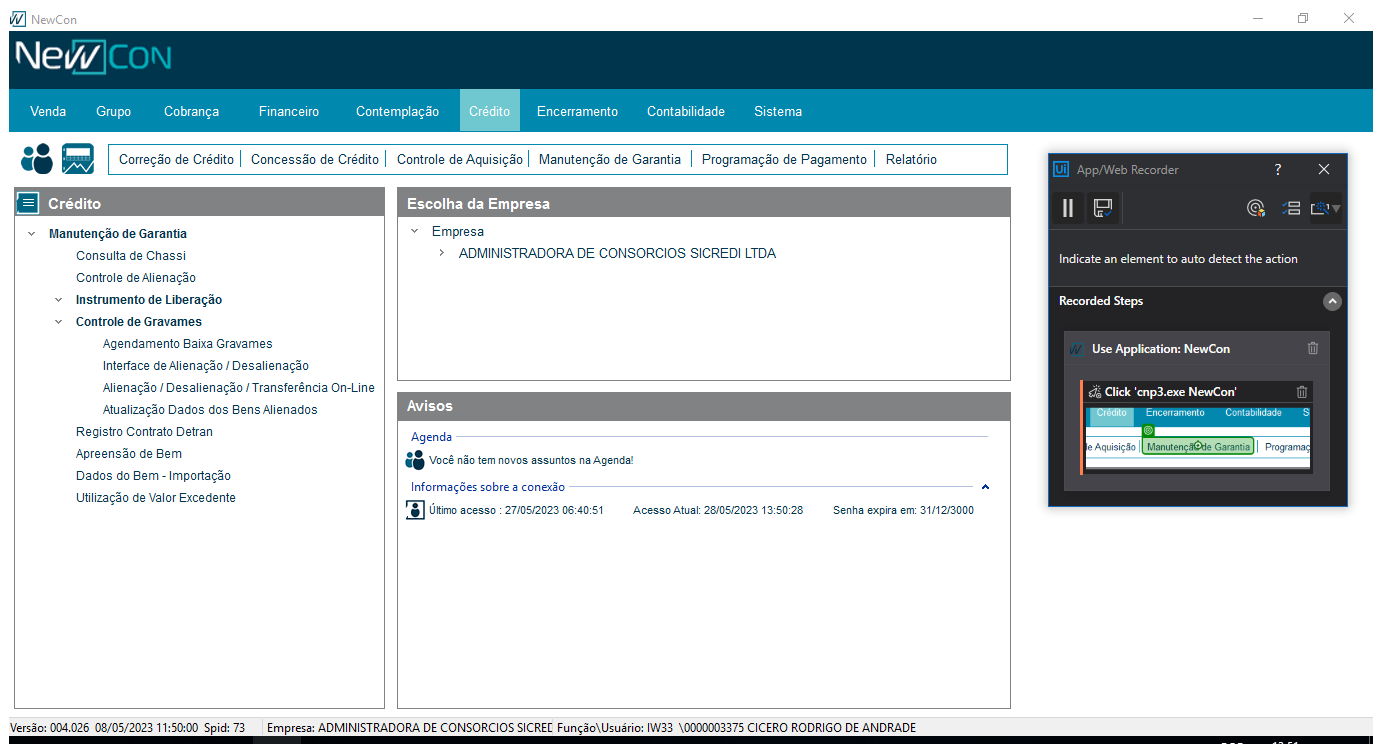 NewCon
NewCon
Venda Grupo Cobrança Financeiro Contemplação Crédito Encerramento Contabilidade Sistema
Correção de Crédito Concessão de Crédito Controle de Aquisição Manutenção de Garantia Programação de Pagamento Relatório
Crédito
Manutenção de Garantia
Consulta de Chassi
Controle de Alienação
Instrumento de Liberação
Controle de Gravames
Agendamento Baixa Gravames
Interface de Alienação / Desalienação
Alienação / Desalienação / Transferência On-Line
Atualização Dados dos Bens Alienados
Registro Contrato Detran
Apreensão de Bem
Dados do Bem - Importação
Utilização de Valor Excedente
Escolha da Empresa
Empresa
ADMINISTRADORA DE CONSORCIOS SICREDI LTDA
Avisos
Agenda
Você não tem novos assuntos na Agenda!
Informações sobre a conexão
Último acesso : 27/05/2023 06:40:51 Acesso Atual: 28/05/2023 13:50:28 Senha expira em: 31/12/3000
Ui App/Web Recorder ?
Indicate an element to auto detect the action
Recorded Steps
Use Application: NewCon
Click 'cnp3.exe NewCon'
Crédito Encerramento Contabilidade S
de Aquisição Manutenção de Garantia Programaç
Versão: 004.026 08/05/2023 11:50:00 Spid: 73 Empresa: ADMINISTRADORA DE CONSORCIOS SICREE Função\Usuário: IW33 \0000003375 CICERO RODRIGO DE ANDRADE